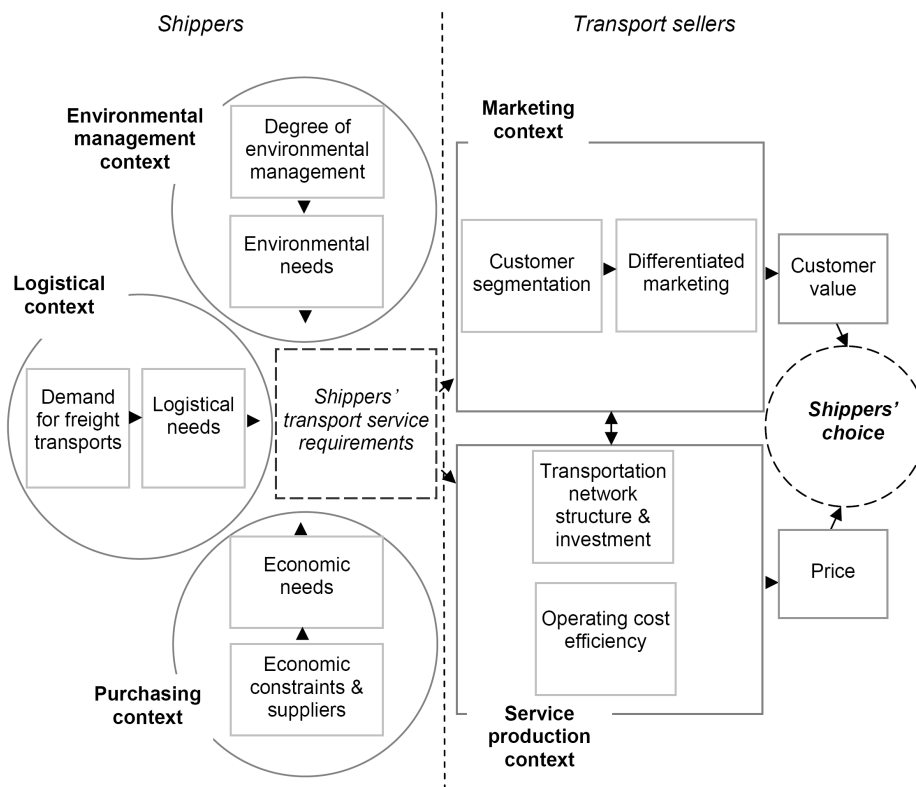 Shippers
Transport sellers
Environmental
management
context
Degree of
environmental
management
Environmental
needs
Logistical
context
Demand
for freight
transports
Logistical
needs
Shippers’
transport service
requirements
Economic
needs
Economic
constraints &
suppliers
Purchasing
context
Marketing
context
Customer
segmentation
Differentiated
marketing
Customer
value
Shippers’
choice
Transportation
network
structure &
investment
Operating cost
efficiency
Price
Service
production
context